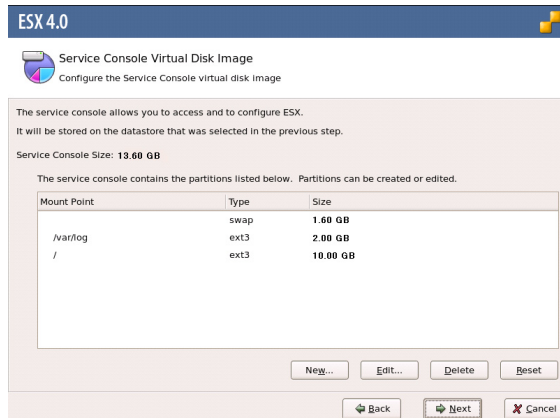 ESX 4.0
Service Console Virtual Disk Image
Configure the Service Console virtual disk image
The service console allows you to access and to configure ESX.
It will be stored on the datastore that was selected in the previous step.
Service Console Size: 13.60 GB
The service console contains the partitions listed below. Partitions can be created or edited.
Mount Point Type Size
swap 1.60 GB
/var/log ext3 2.00 GB
/ ext3 10.00 GB
New... Edit... Delete Reset
Back Next Cancel